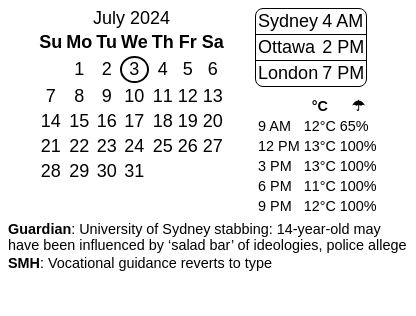 July 2024
Su Mo Tu We Th Fr Sa
1 2 3 4 5 6
7 8 9 10 11 12 13
14 15 16 17 18 19 20
21 22 23 24 25 26 27
28 29 30 31
Sydney 4 AM
Ottawa 2 PM
London 7 PM
°C ☂
9 AM 12°C 65%
12 PM 13°C 100%
3 PM 13°C 100%
6 PM 11°C 100%
9 PM 12°C 100%
Guardian: University of Sydney stabbing: 14-year-old may
have been influenced by ‘salad bar’ of ideologies, police allege
SMH: Vocational guidance reverts to type